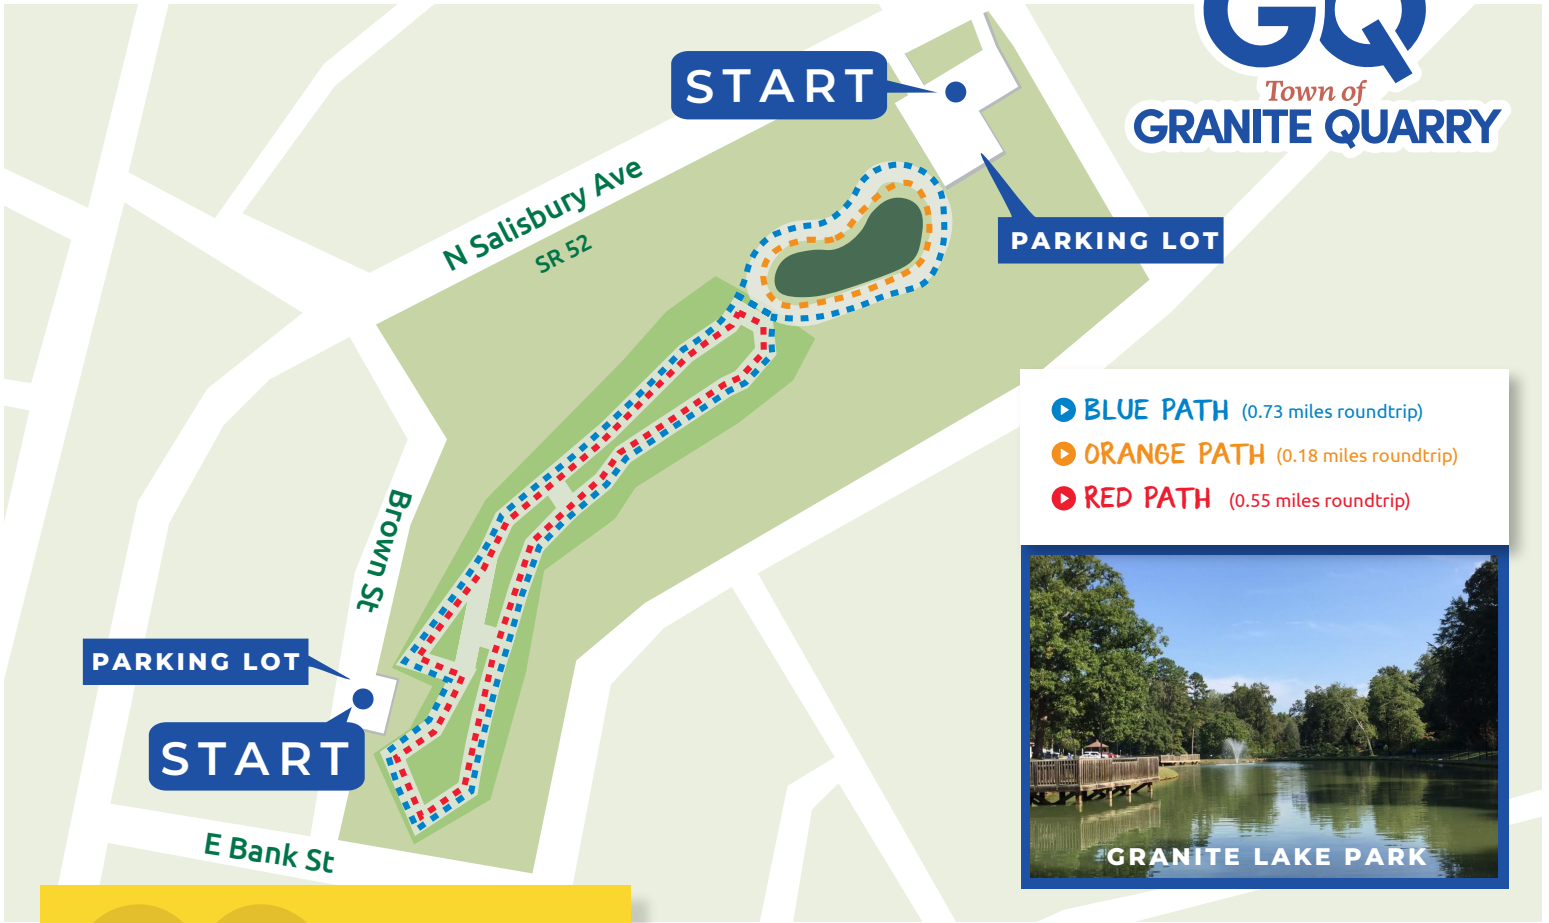 GQ
Town of
GRANITE QUARRY
START
PARKING LOT
N Salisbury Ave
SR 52
BLUE PATH (0.73 miles roundtrip)
ORANGE PATH (0.18 miles roundtrip)
RED PATH (0.55 miles roundtrip)
Brown St
PARKING LOT
START
E Bank St
GRANITE LAKE PARK